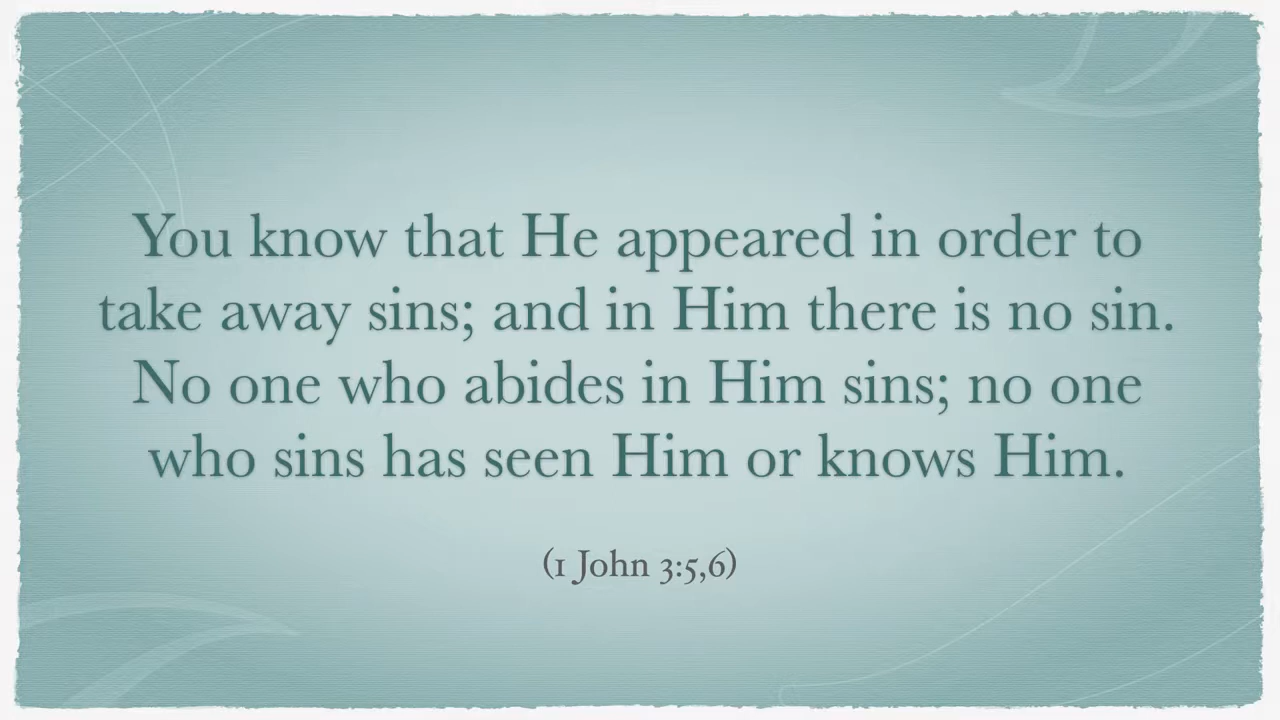 You know that He appeared in order to
take away sins; and in Him there is no sin.
No one who abides in Him sins; no one
who sins has seen Him or knows Him.
(1 John 3:5,6)